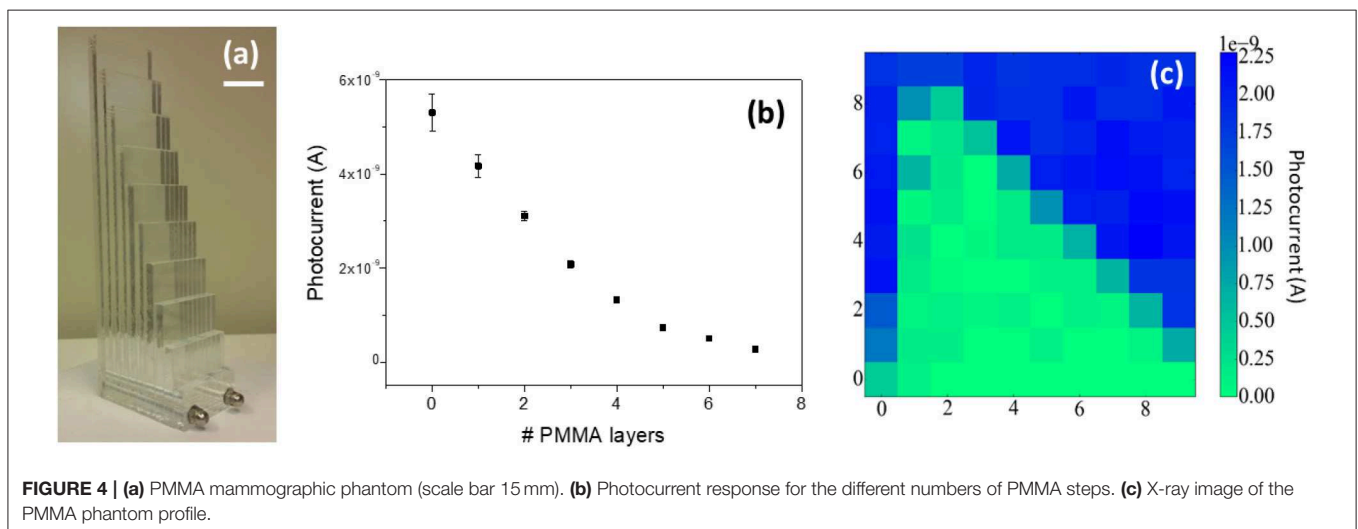 (a)
(b)
Photocurrent (A)
6x10⁻⁹
4x10⁻⁹
2x10⁻⁹
0
0 2 4 6 8
# PMMA layers
(c)
8
6
4
2
0
0 2 4 6 8
1e−9
2.25
2.00
1.75
1.50
1.25
1.00
0.75
0.50
0.25
0.00
Photocurrent (A)
FIGURE 4 | (a) PMMA mammographic phantom (scale bar 15 mm). (b) Photocurrent response for the different numbers of PMMA steps. (c) X-ray image of the
PMMA phantom profile.